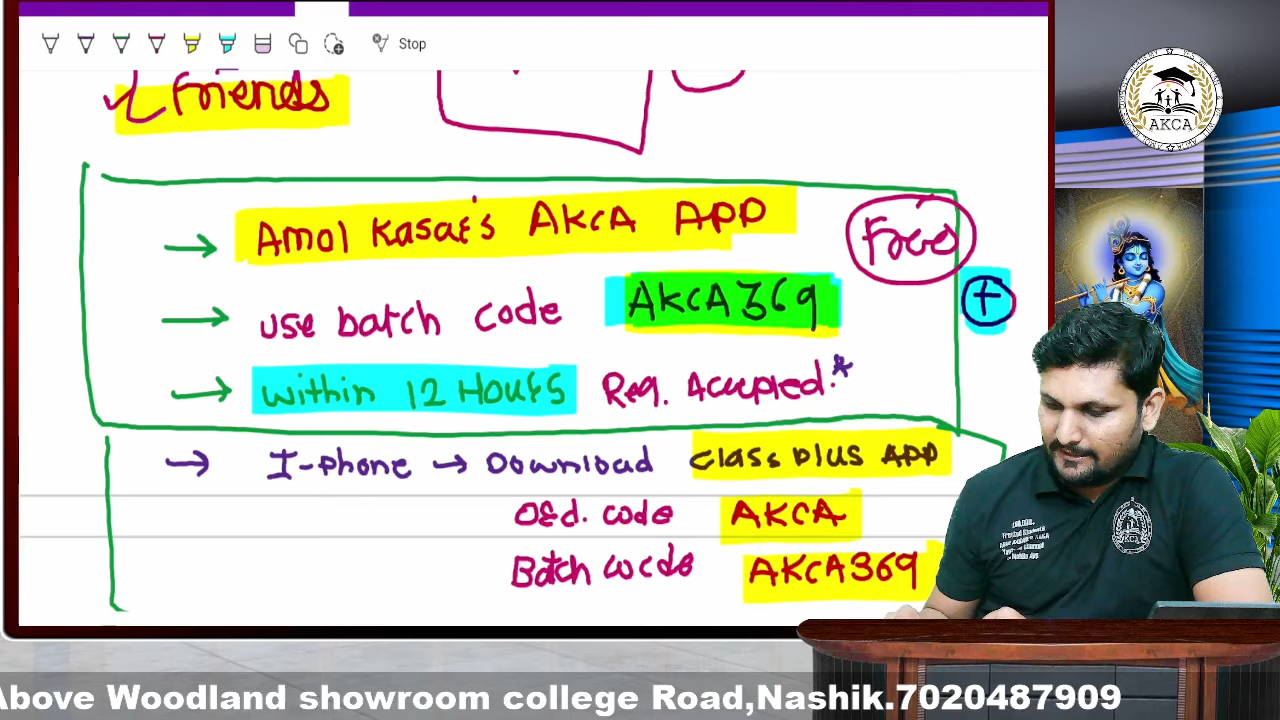 Stop
Friends
AKCA
Amol Kasar's AKCA APP
Free
use batch code AKCA369
+
Within 12 Hours Req. Accepted.*
I-phone → Download Class plus APP
Org. code AKCA
Batch code AKCA369
Above Woodland showroom college Road,Nashik.7020487909